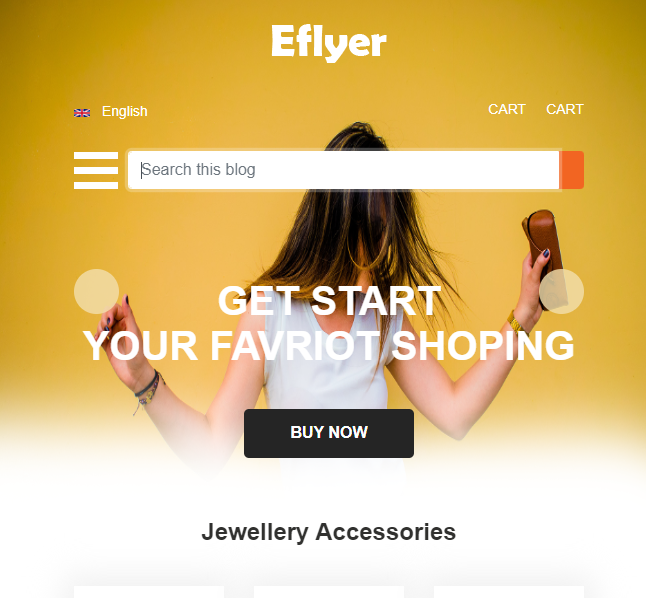 Eflyer
English
CART CART
Search this blog
GET START
YOUR FAVRIOT SHOPING
BUY NOW
Jewellery Accessories